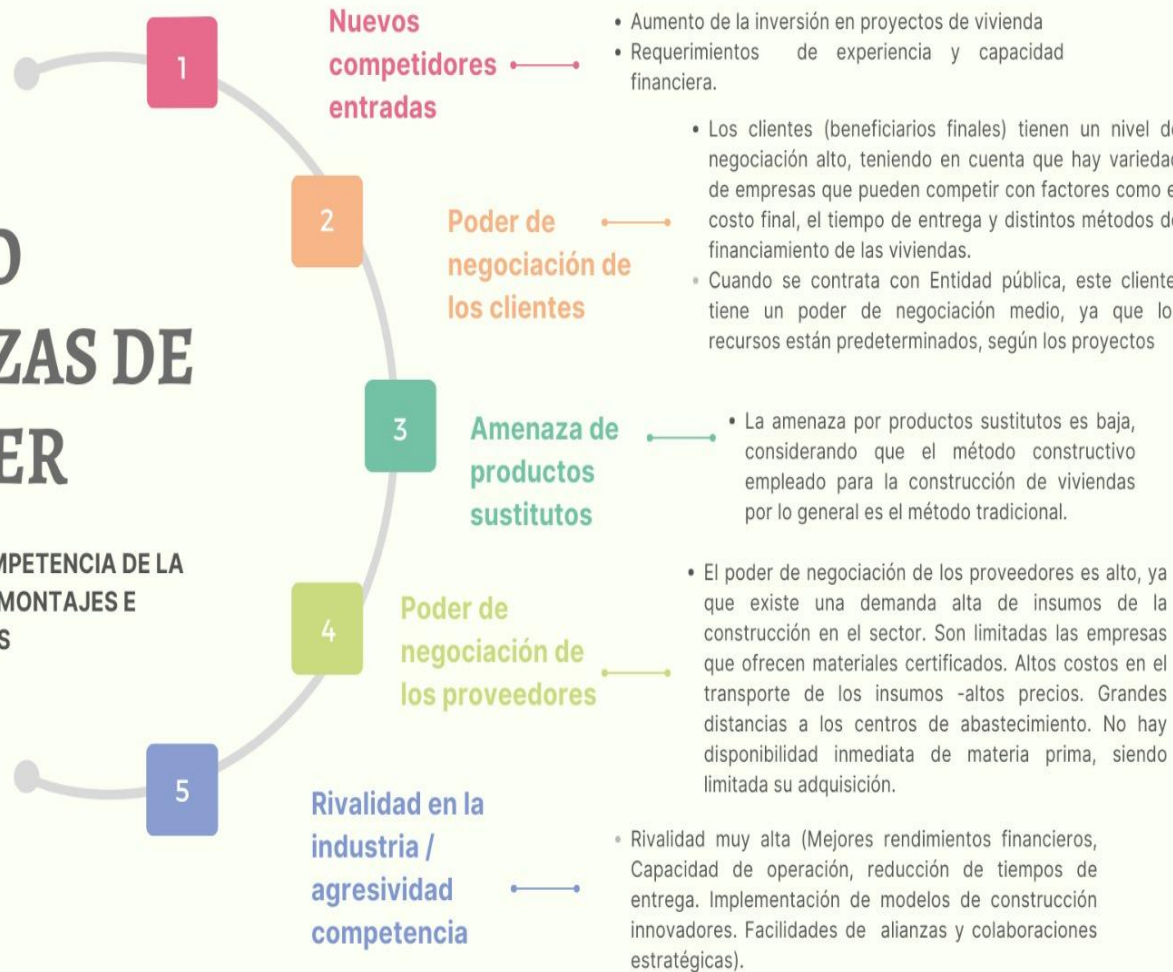 O
ZAS DE
ER
MPETENCIA DE LA
MONTAJES E
S
1
Nuevos
competidores
entradas
• Aumento de la inversión en proyectos de vivienda
• Requerimientos de experiencia y capacidad
financiera.
2
Poder de
negociación de
los clientes
• Los clientes (beneficiarios finales) tienen un nivel de
negociación alto, teniendo en cuenta que hay variedad
de empresas que pueden competir con factores como e
costo final, el tiempo de entrega y distintos métodos de
financiamiento de las viviendas.
• Cuando se contrata con Entidad pública, este cliente
tiene un poder de negociación medio, ya que lo
recursos están predeterminados, según los proyectos
3
Amenaza de
productos
sustitutos
• La amenaza por productos sustitutos es baja,
considerando que el método constructivo
empleado para la construcción de viviendas
por lo general es el método tradicional.
4
Poder de
negociación de
los proveedores
• El poder de negociación de los proveedores es alto, ya
que existe una demanda alta de insumos de la
construcción en el sector. Son limitadas las empresas
que ofrecen materiales certificados. Altos costos en el
transporte de los insumos -altos precios. Grandes
distancias a los centros de abastecimiento. No hay
disponibilidad inmediata de materia prima, siendo
limitada su adquisición.
5
Rivalidad en la
industria /
agresividad
competencia
• Rivalidad muy alta (Mejores rendimientos financieros,
Capacidad de operación, reducción de tiempos de
entrega. Implementación de modelos de construcción
innovadores. Facilidades de alianzas y colaboraciones
estratégicas).